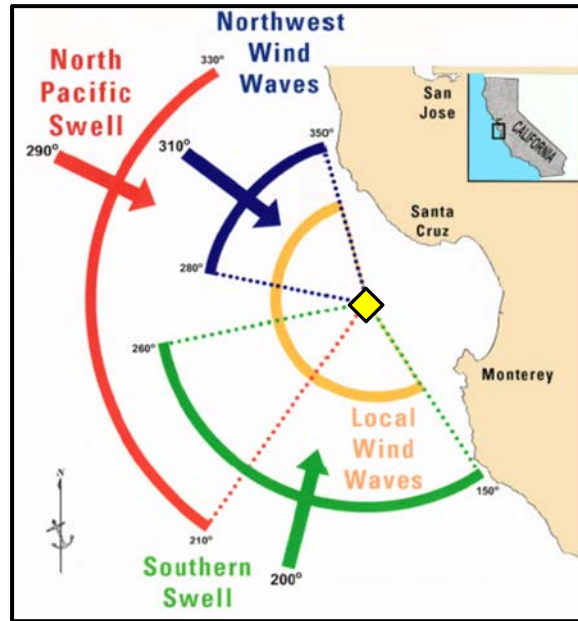 Northwest
Wind
Waves
North
Pacific
Swell
330°
290°
310°
350°
San
Jose
CALIFORNIA
Santa
Cruz
280°
260°
Monterey
Local
Wind
Waves
N
150°
210°
Southern
Swell
200°